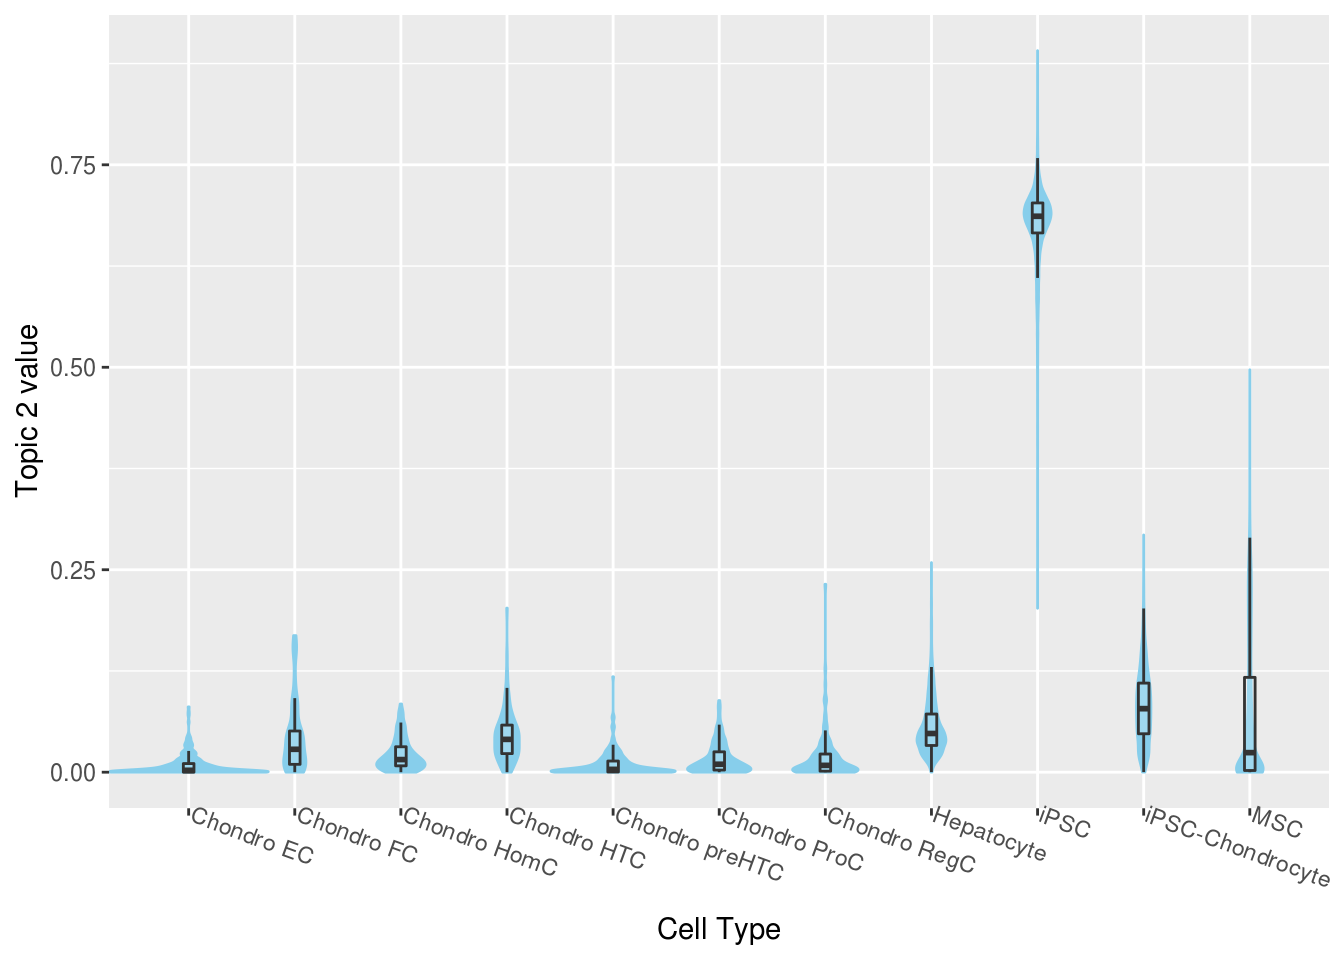 0.75
0.50
0.25
0.00
Topic 2 value
Chondro EC
Chondro FC
Chondro HomC
Chondro HTC
Chondro preHTC
Chondro ProC
Chondro RegC
Hepatocyte
iPSC
iPSC-Chondrocyte
MSC
Cell Type